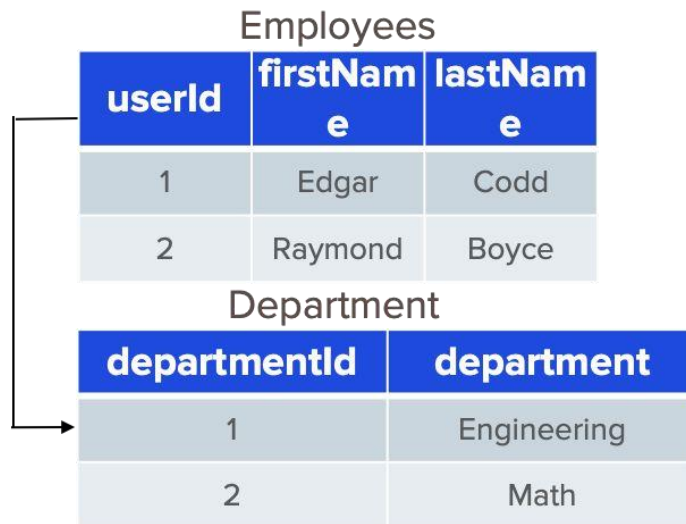 Employees
userId firstNam lastNam
e e
1 Edgar Codd
2 Raymond Boyce
Department
departmentId department
1 Engineering
2 Math